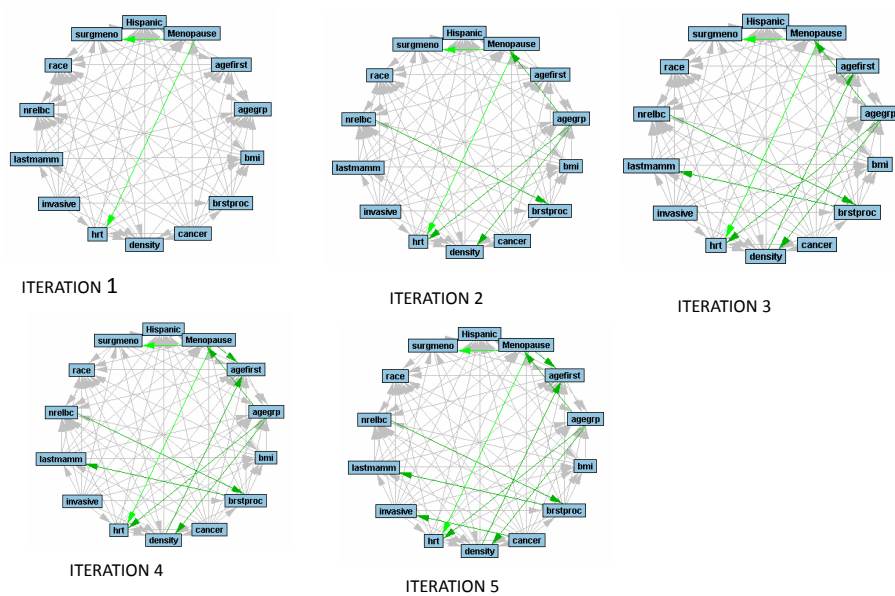 Hispanic
surgmeno
Menopause
race
agefirst
nrelbc
agegrp
lastmamm
bmi
invasive
brstproc
hrt
cancer
density
ITERATION 1
Hispanic
surgmeno
Menopause
race
agefirst
nrelbc
agegrp
lastmamm
bmi
invasive
brstproc
hrt
cancer
density
ITERATION 2
Hispanic
surgmeno
Menopause
race
agefirst
nrelbc
agegrp
lastmamm
bmi
invasive
brstproc
hrt
cancer
density
ITERATION 3
Hispanic
surgmeno
Menopause
race
agefirst
nrelbc
agegrp
lastmamm
bmi
invasive
brstproc
hrt
cancer
density
ITERATION 4
Hispanic
surgmeno
Menopause
race
agefirst
nrelbc
agegrp
lastmamm
bmi
invasive
brstproc
hrt
cancer
density
ITERATION 5